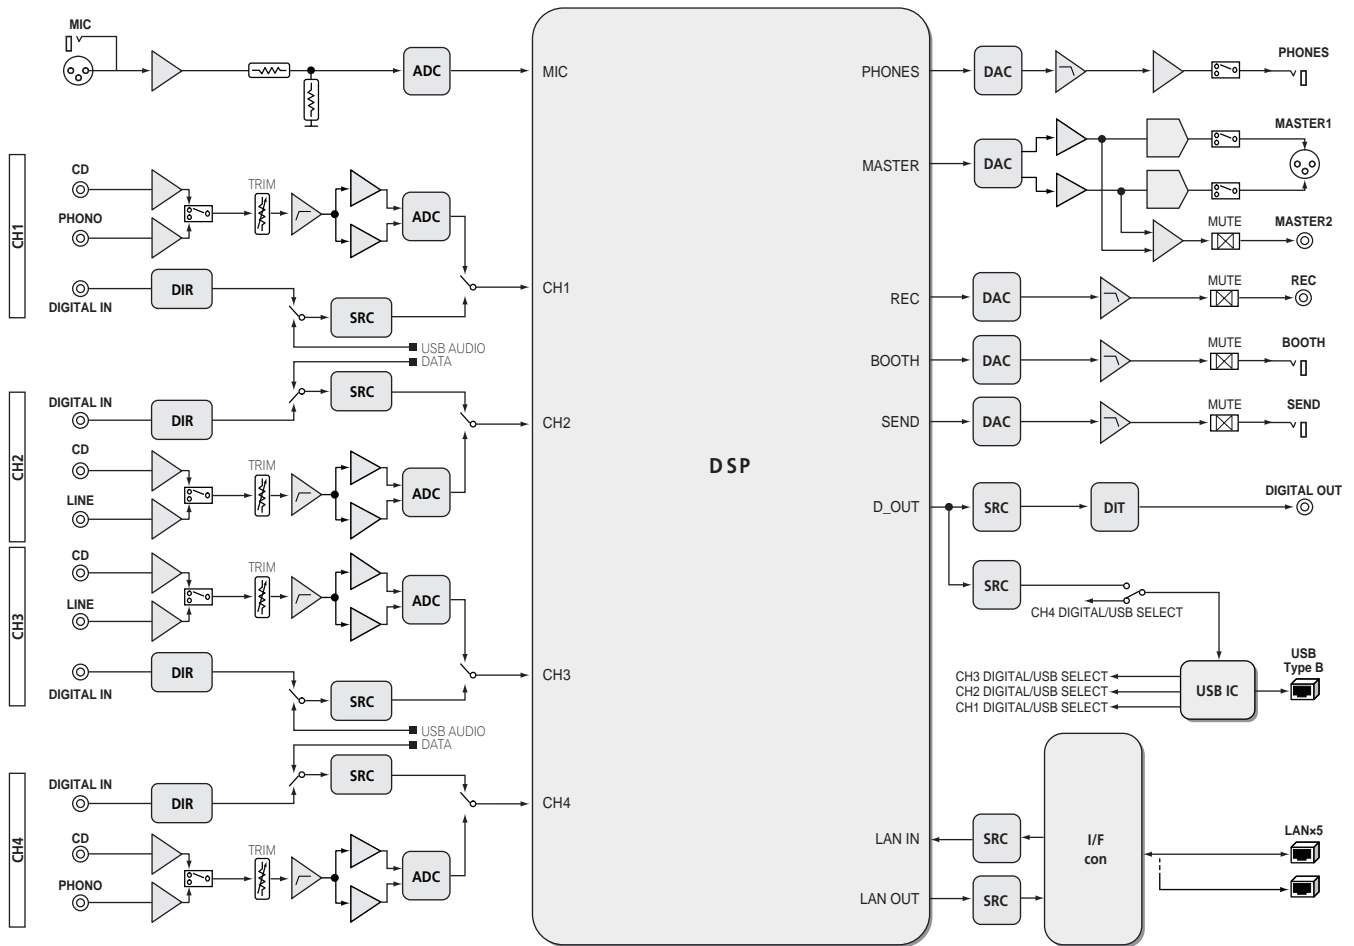 MIC
ADC
MIC
CH1
CD
PHONO
TRIM
ADC
DIGITAL IN
DIR
SRC
CH1
USB AUDIO
DATA
CH2
DIGITAL IN
DIR
SRC
CH2
CD
LINE
TRIM
ADC
CH3
CD
LINE
TRIM
ADC
DIGITAL IN
DIR
SRC
CH3
USB AUDIO
DATA
CH4
DIGITAL IN
DIR
SRC
CH4
CD
PHONO
TRIM
ADC
DSP
PHONES
DAC
PHONES
MASTER
DAC
MASTER1
MUTE
MASTER2
REC
DAC
MUTE
REC
BOOTH
DAC
MUTE
BOOTH
SEND
DAC
MUTE
SEND
D_OUT
SRC
DIT
DIGITAL OUT
SRC
CH4 DIGITAL/USB SELECT
CH3 DIGITAL/USB SELECT
CH2 DIGITAL/USB SELECT
CH1 DIGITAL/USB SELECT
USB IC
USB
Type B
LAN IN
SRC
I/F
con
LAN×5
LAN OUT
SRC